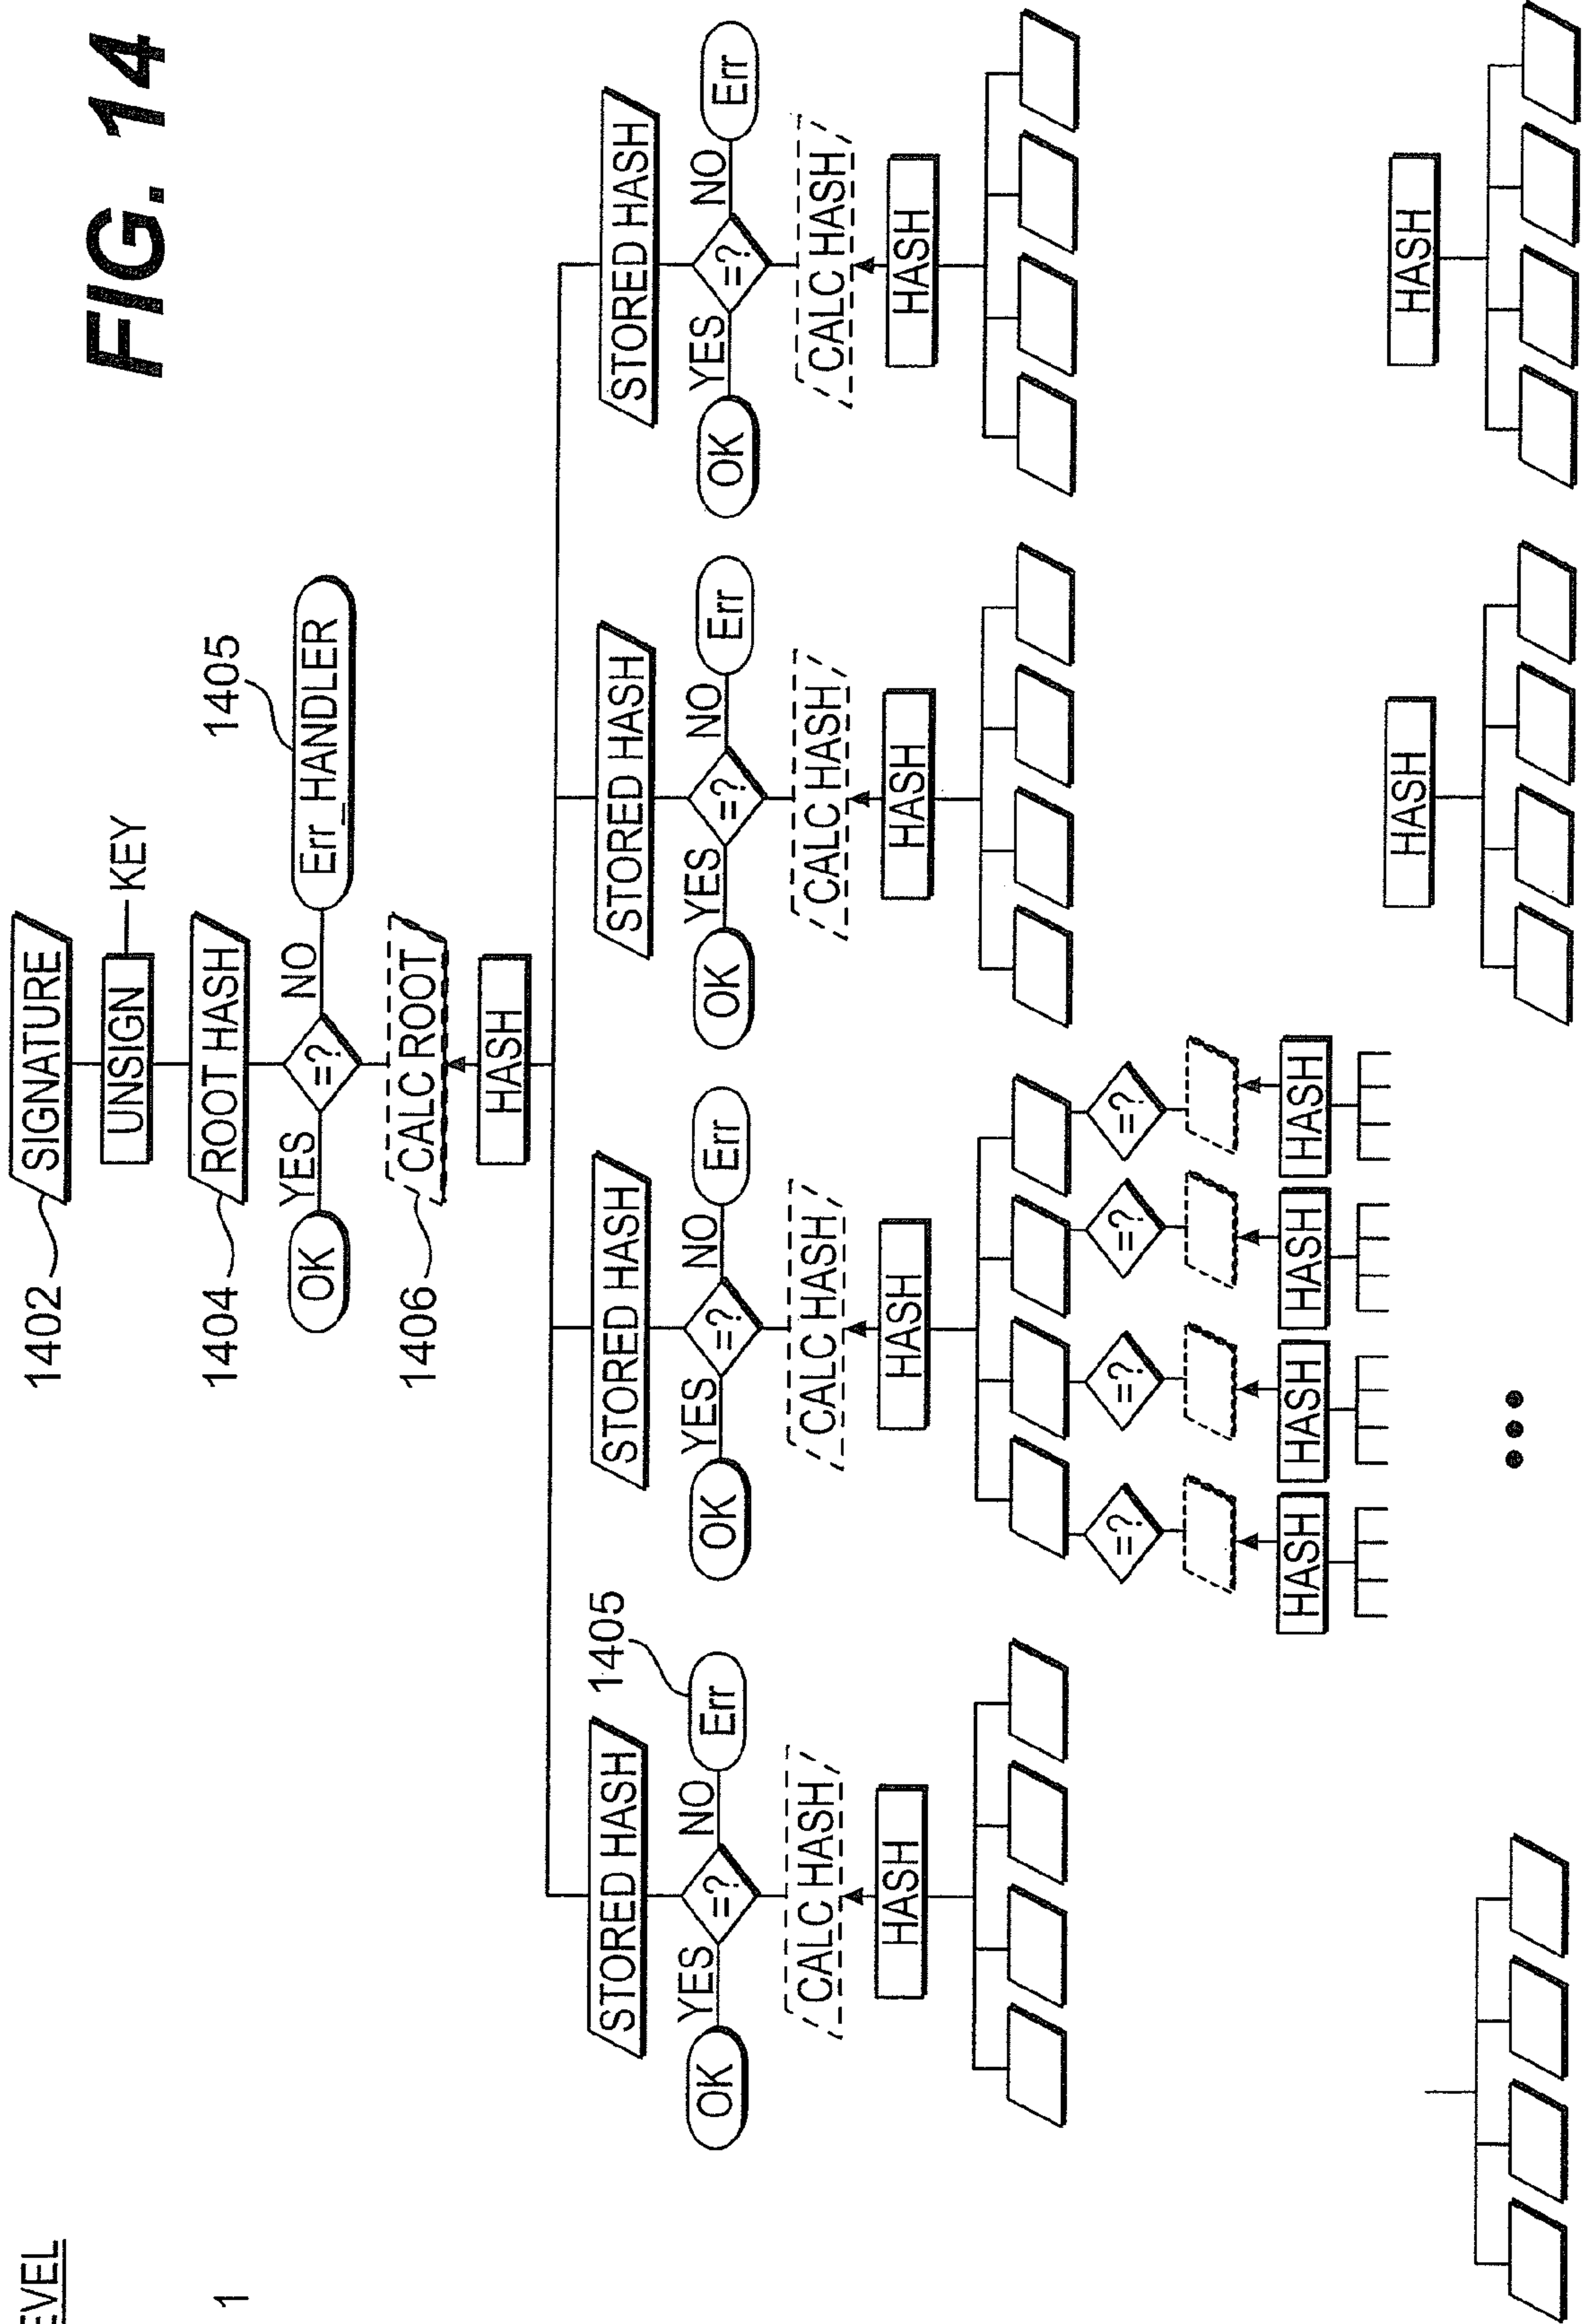 FIG. 14
EVEL
1
1402
SIGNATURE
UNSIGN
KEY
1404
ROOT HASH
1405
YES
=?
NO
OK
Err_HANDLER
1406
CALC ROOT
HASH
STORED HASH
STORED HASH
STORED HASH
STORED HASH
1405
OK
YES
=?
NO
Err
OK
YES
=?
NO
Err
OK
YES
=?
NO
Err
OK
YES
=?
NO
Err
CALC HASH
CALC HASH
CALC HASH
CALC HASH
HASH
HASH
HASH
HASH
=?
=?
=?
=?
HASH
HASH
HASH
HASH
HASH
HASH